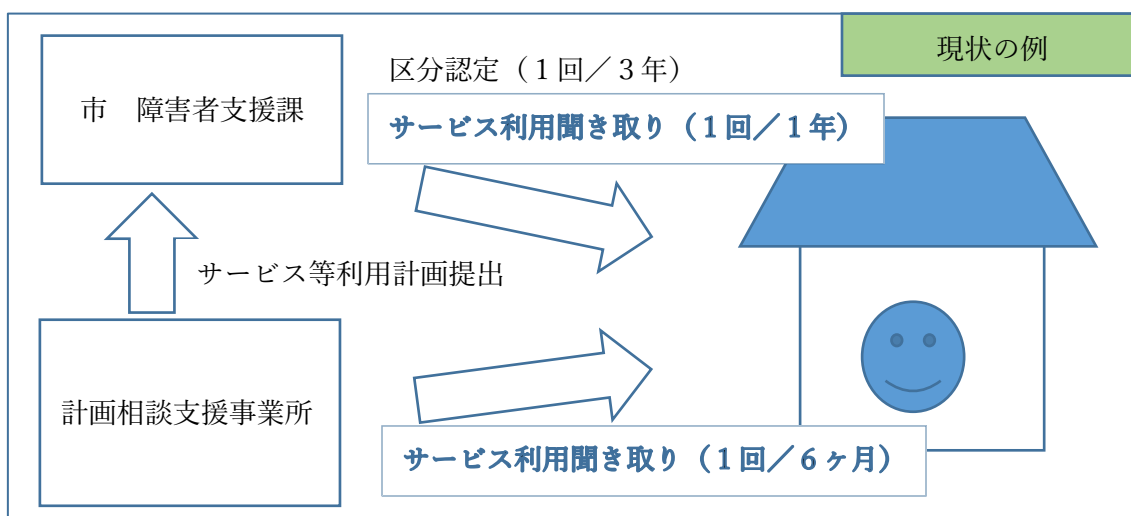 現状の例
市　障害者支援課
区分認定（１回／３年）
サービス利用聞き取り（１回／１年）
サービス等利用計画提出
計画相談支援事業所
サービス利用聞き取り（１回／６ヶ月）